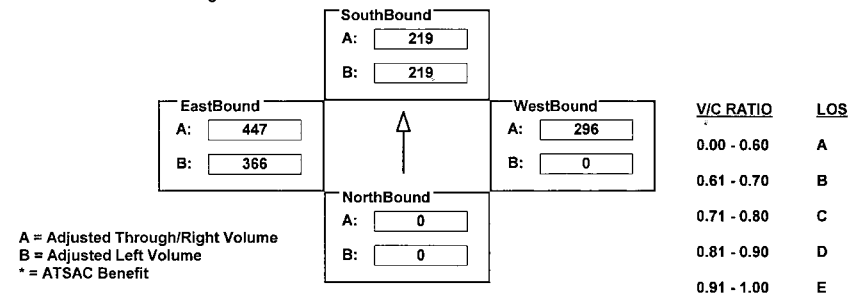 SouthBound
A: 219
B: 219
EastBound
A: 447
B: 366
WestBound
A: 296
B: 0
NorthBound
A: 0
B: 0
A = Adjusted Through/Right Volume
B = Adjusted Left Volume
* = ATSAC Benefit
V/C RATIO LOS
0.00 - 0.60 A
0.61 - 0.70 B
0.71 - 0.80 C
0.81 - 0.90 D
0.91 - 1.00 E